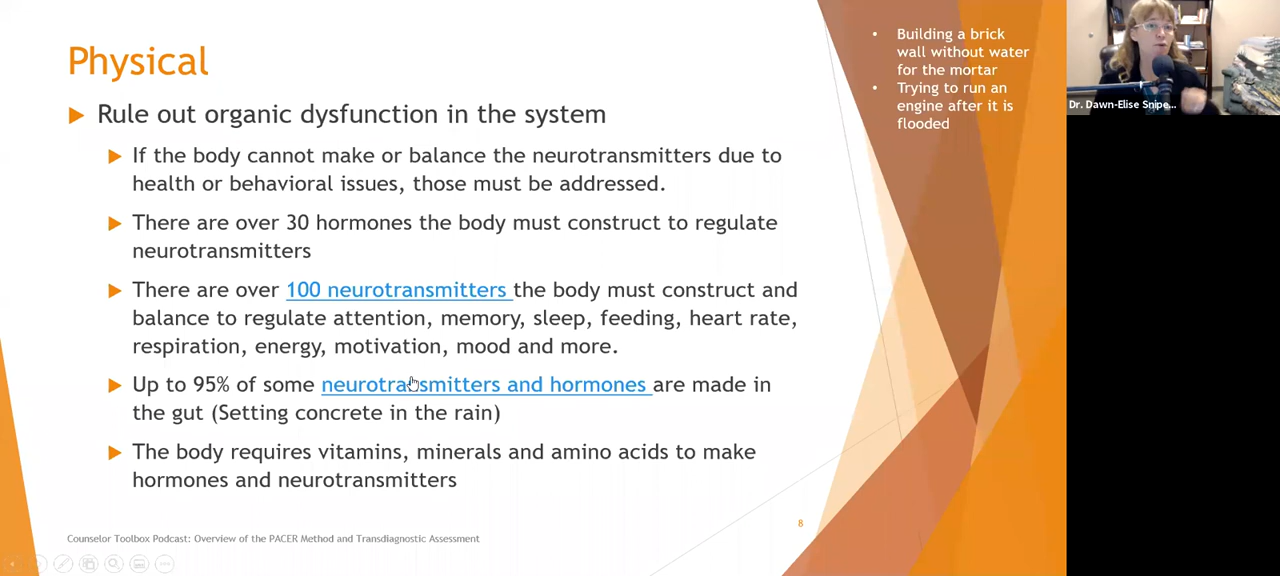 Physical
Rule out organic dysfunction in the system
If the body cannot make or balance the neurotransmitters due to
health or behavioral issues, those must be addressed.
There are over 30 hormones the body must construct to regulate
neurotransmitters
There are over 100 neurotransmitters the body must construct and
balance to regulate attention, memory, sleep, feeding, heart rate,
respiration, energy, motivation, mood and more.
Up to 95% of some neurotransmitters and hormones are made in
the gut (Setting concrete in the rain)
The body requires vitamins, minerals and amino acids to make
hormones and neurotransmitters
8
Counselor Toolbox Podcast: Overview of the PACER Method and Transdiagnostic Assessment
• Building a brick
wall without water
for the mortar
• Trying to run an
engine after it is
flooded
Dr. Dawn-Elise Snipe...